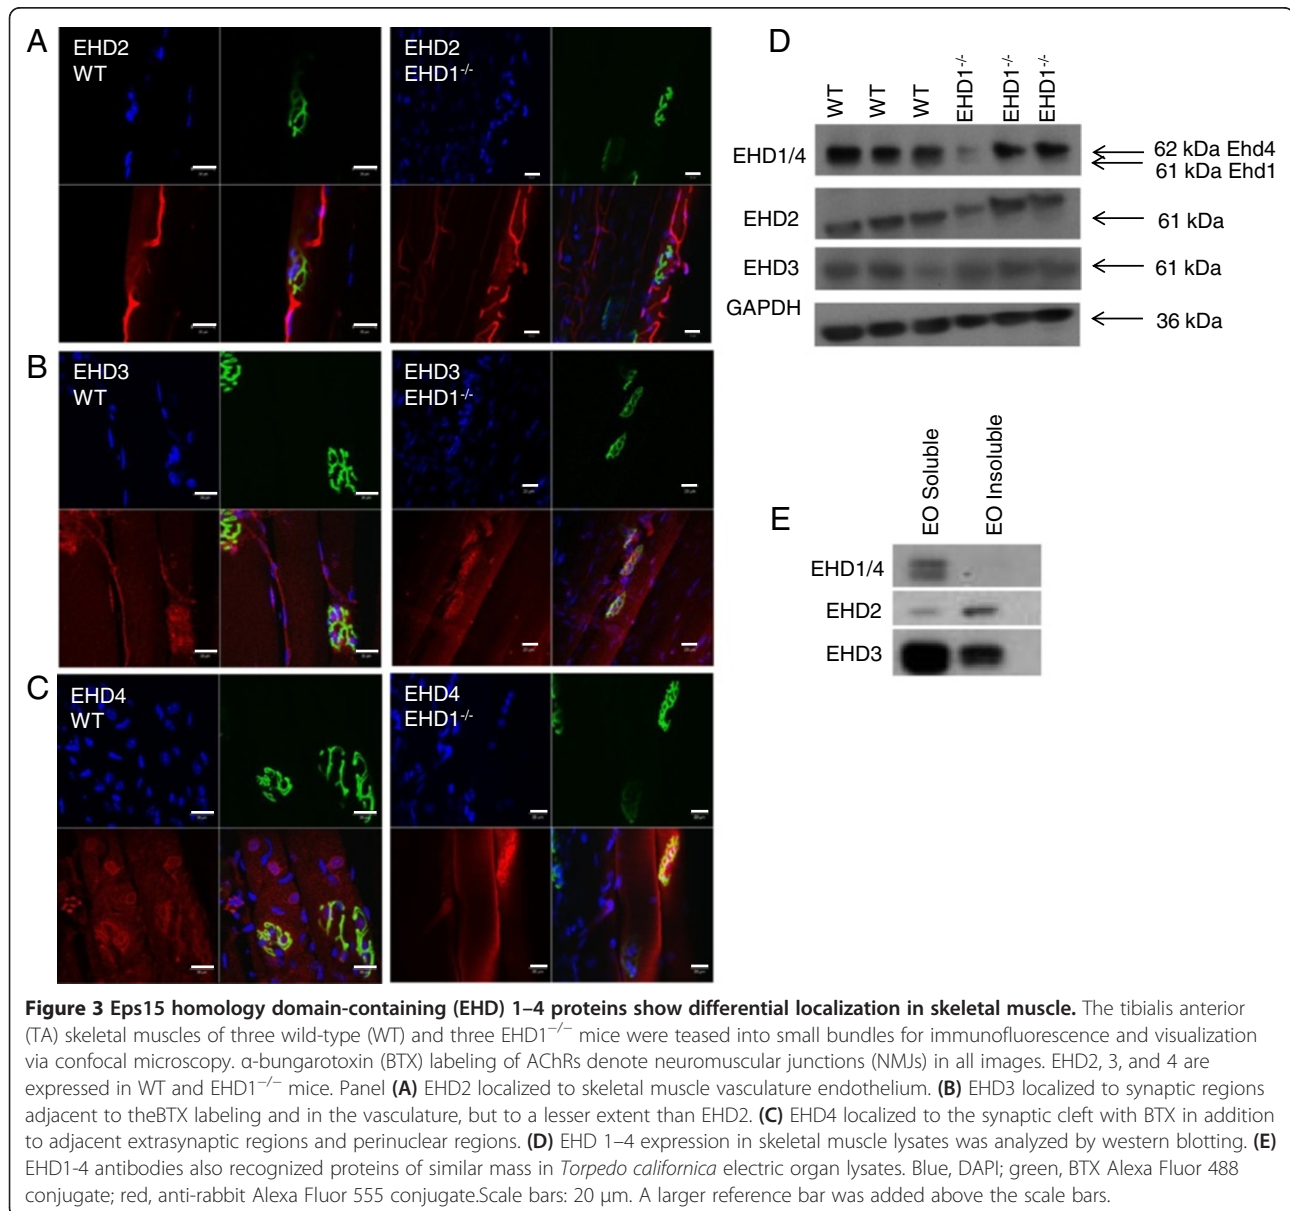 A
EHD2
WT
EHD2
EHD1-/-
B
EHD3
WT
EHD3
EHD1-/-
C
EHD4
WT
EHD4
EHD1-/-
D
WT
WT
WT
EHD1-/-
EHD1-/-
EHD1-/-
EHD1/4
62 kDa Ehd4
61 kDa Ehd1
EHD2
61 kDa
EHD3
61 kDa
GAPDH
36 kDa
E
EO Soluble
EO Insoluble
EHD1/4
EHD2
EHD3
Figure 3 Eps15 homology domain-containing (EHD) 1–4 proteins show differential localization in skeletal muscle. The tibialis anterior
(TA) skeletal muscles of three wild-type (WT) and three EHD1−/− mice were teased into small bundles for immunofluorescence and visualization
via confocal microscopy. α-bungarotoxin (BTX) labeling of AChRs denote neuromuscular junctions (NMJs) in all images. EHD2, 3, and 4 are
expressed in WT and EHD1−/− mice. Panel (A) EHD2 localized to skeletal muscle vasculature endothelium. (B) EHD3 localized to synaptic regions
adjacent to theBTX labeling and in the vasculature, but to a lesser extent than EHD2. (C) EHD4 localized to the synaptic cleft with BTX in addition
to adjacent extrasynaptic regions and perinuclear regions. (D) EHD 1–4 expression in skeletal muscle lysates was analyzed by western blotting. (E)
EHD1-4 antibodies also recognized proteins of similar mass in Torpedo californica electric organ lysates. Blue, DAPI; green, BTX Alexa Fluor 488
conjugate; red, anti-rabbit Alexa Fluor 555 conjugate.Scale bars: 20 μm. A larger reference bar was added above the scale bars.